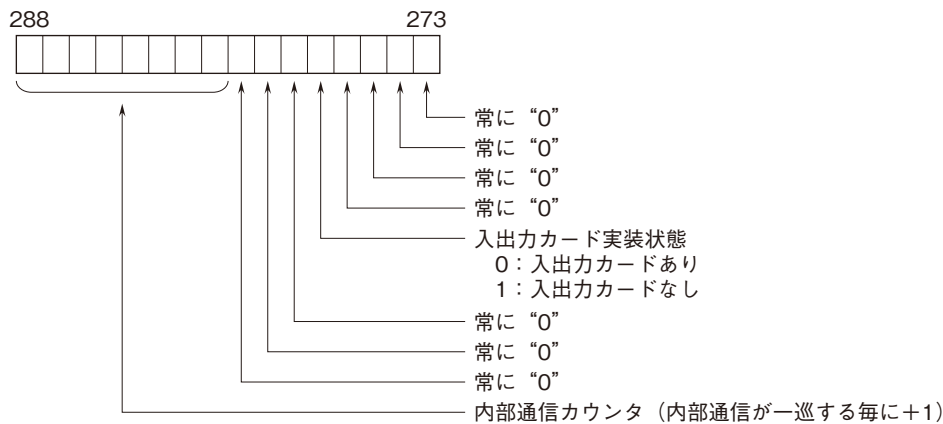 288 273
常に “0”
常に “0”
常に “0”
常に “0”
入出力カード実装状態
0：入出力カードあり
1：入出力カードなし
常に “0”
常に “0”
常に “0”
内部通信カウンタ（内部通信が一巡する毎に＋1）